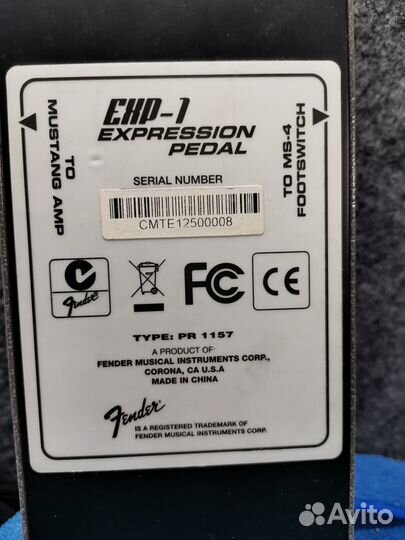 EXP-1
EXPRESSION
PEDAL
TO
MUSTANG AMP
TO MS-4
FOOTSWITCH
SERIAL NUMBER
CMTE12500008
Fender
FC
CE
TYPE: PR 1157
A PRODUCT OF
FENDER MUSICAL INSTRUMENTS CORP.,
CORONA, CA U.S.A
MADE IN CHINA
Fender
IS A REGISTERED TRADEMARK OF
FENDER MUSICAL INSTRUMENTS CORP.
Avito